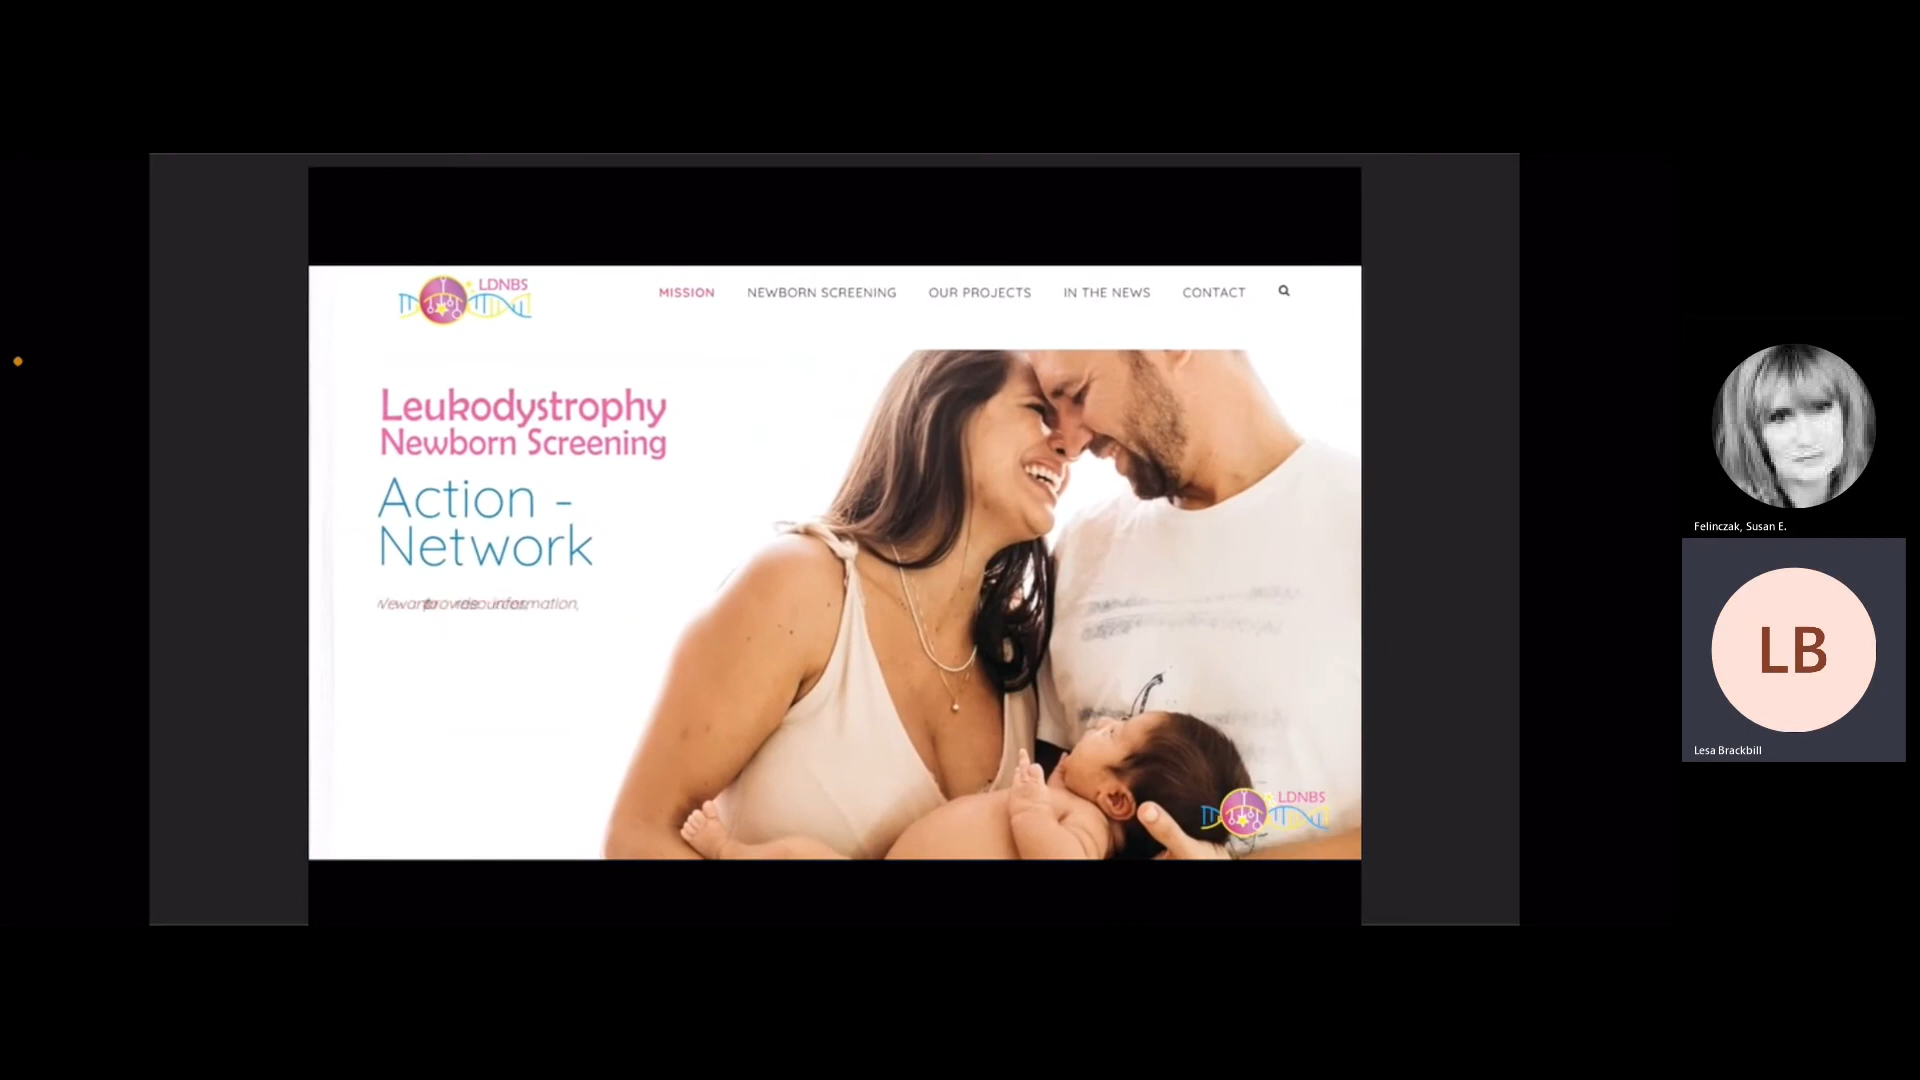 LDNBS
MISSION NEWBORN SCREENING OUR PROJECTS IN THE NEWS CONTACT
Leukodystrophy
Newborn Screening
Action -
Network
LDNBS
Felinczak, Susan E.
LB
Lesa Brackbill